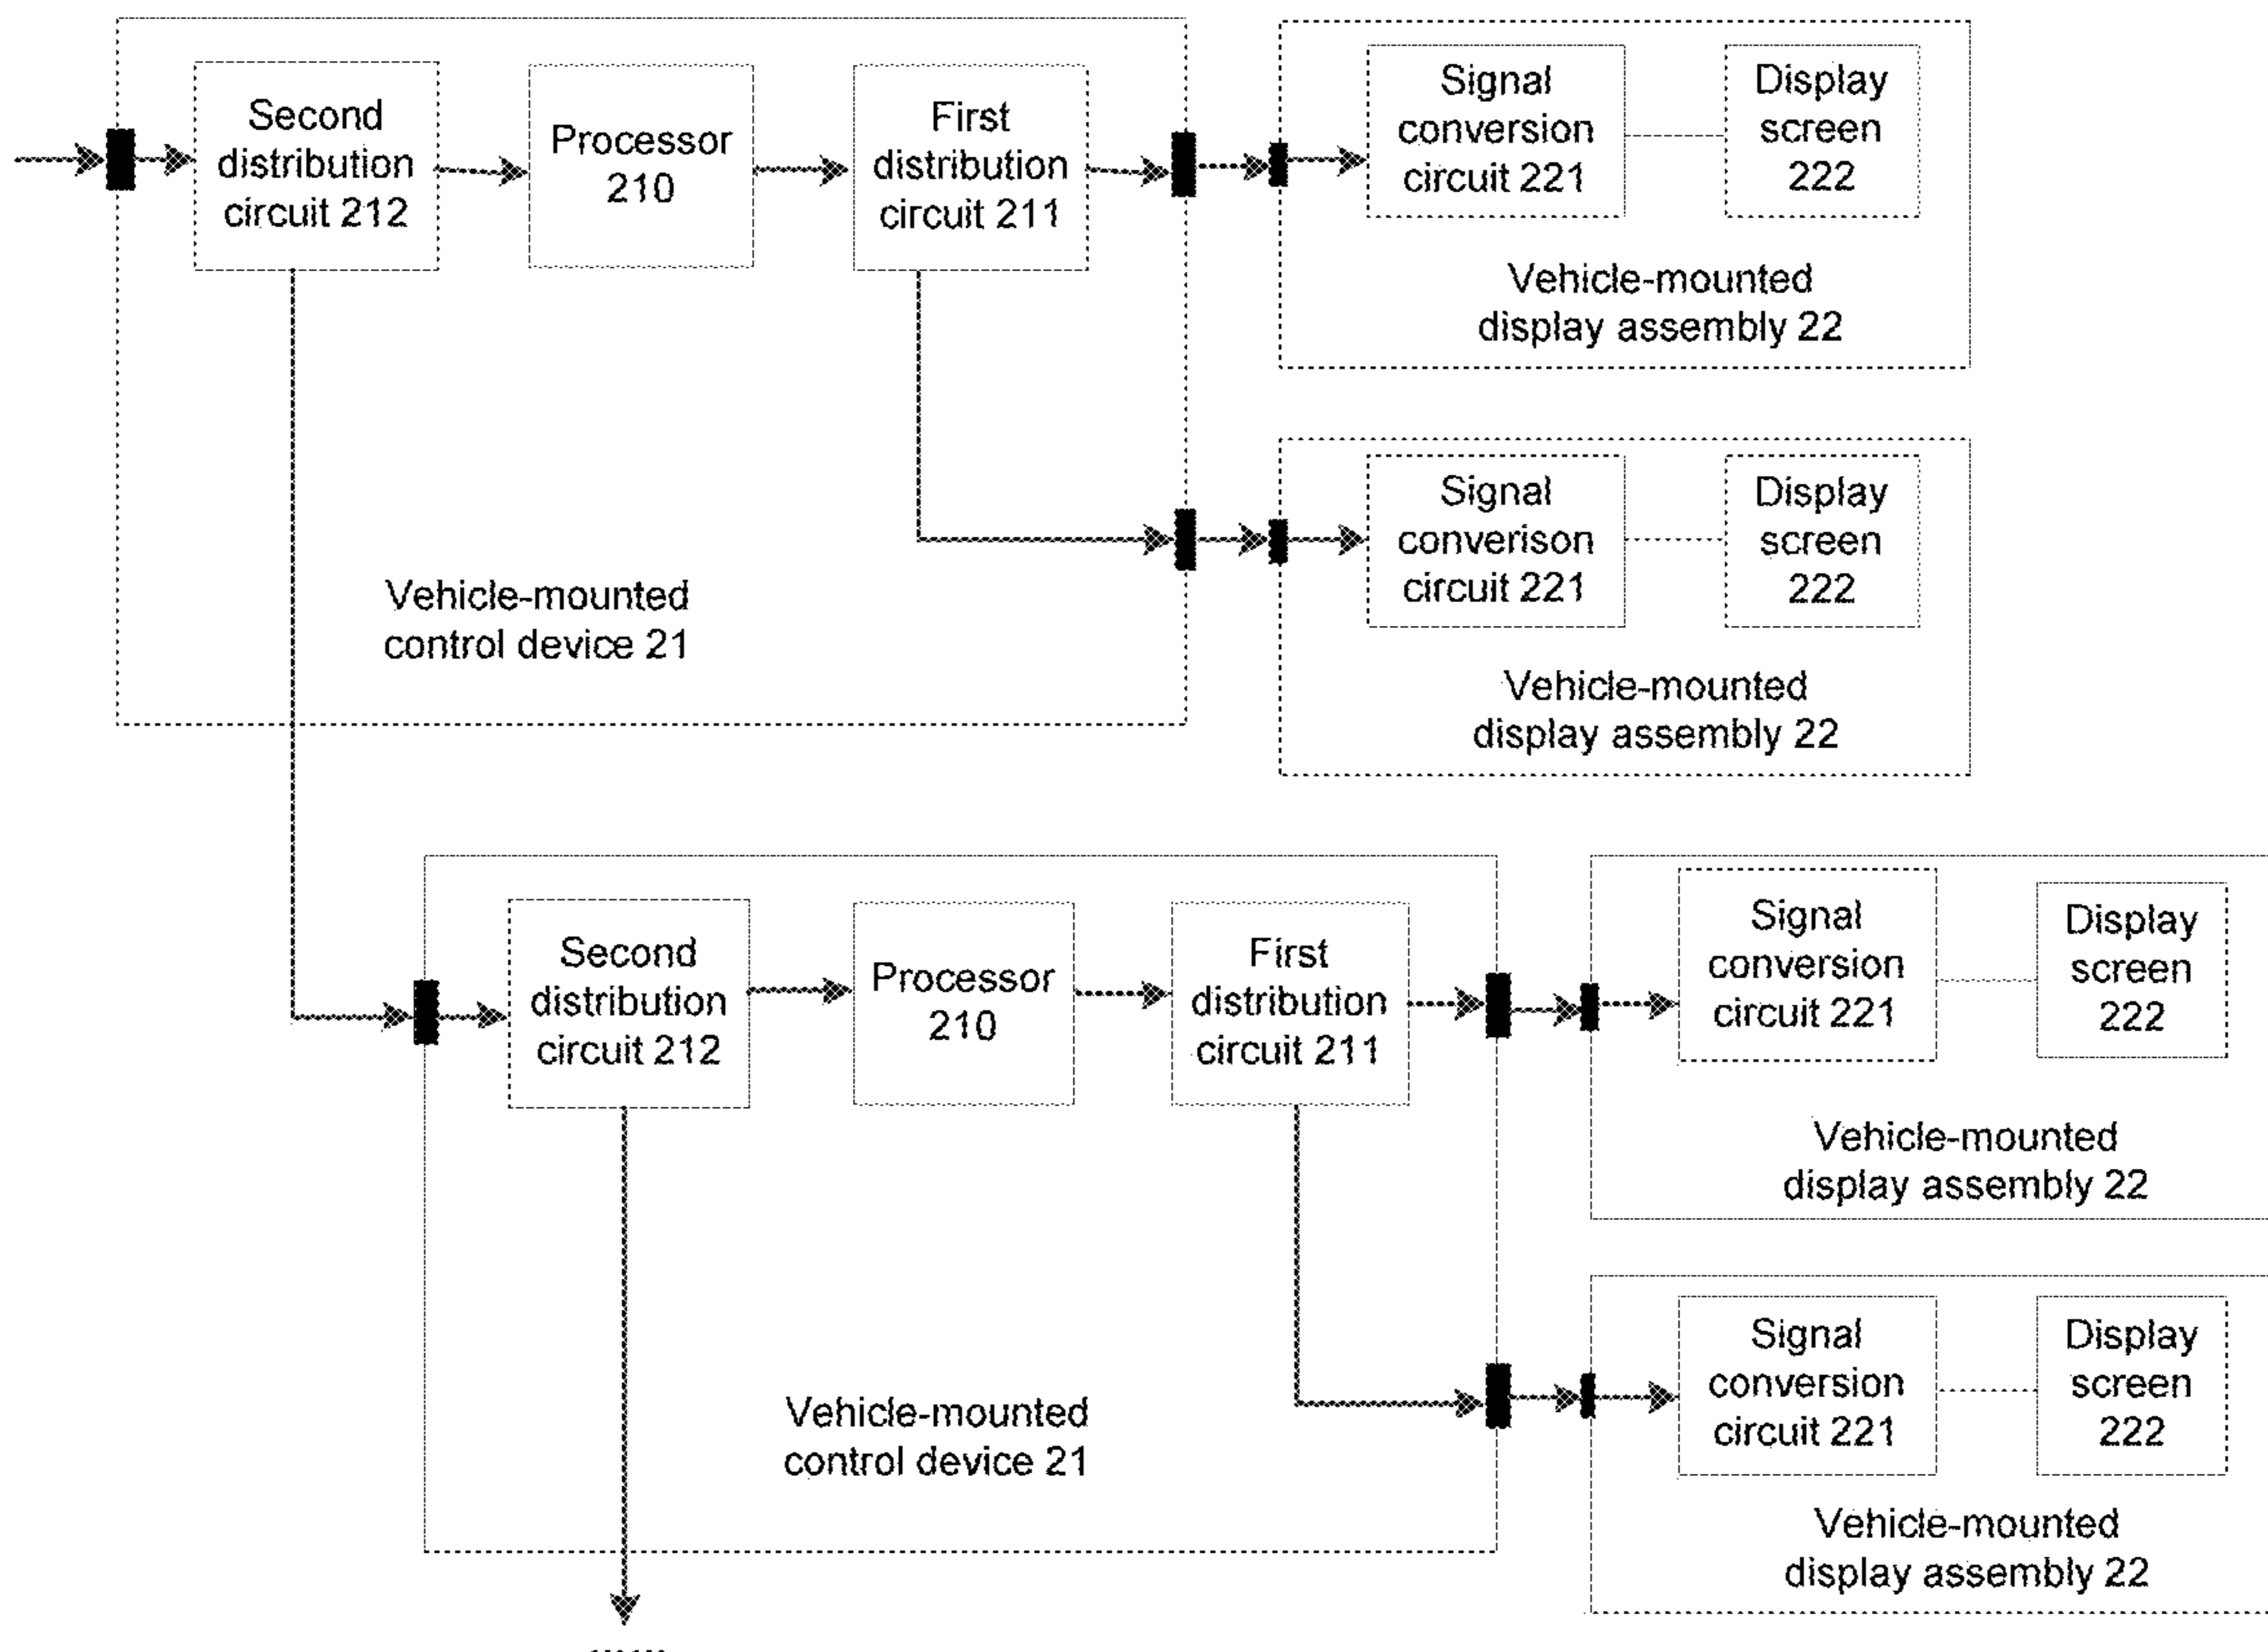 Second
distribution
circuit 212
Processor
210
First
distribution
circuit 211
Signal
conversion
circuit 221
Display
screen
222
Vehicle-mounted
display assembly 22
Signal
converison
circuit 221
Display
screen
222
Vehicle-mounted
display assembly 22
Vehicle-mounted
control device 21
Second
distribution
circuit 212
Processor
210
First
distribution
circuit 211
Signal
conversion
circuit 221
Display
screen
222
Vehicle-mounted
display assembly 22
Signal
conversion
circuit 221
Display
screen
222
Vehicle-mounted
display assembly 22
Vehicle-mounted
control device 21
......